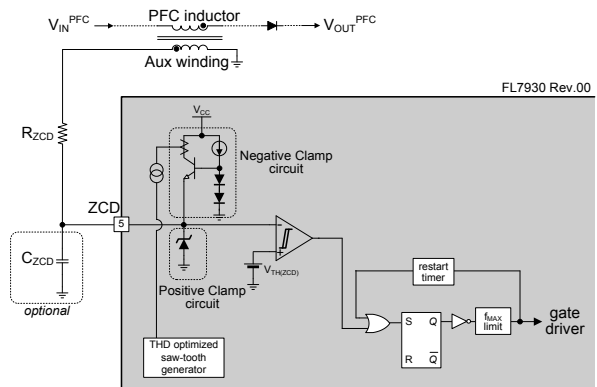 V_IN^PFC PFC inductor V_OUT^PFC
Aux winding
FL7930 Rev.00
R_ZCD
V_CC
Negative Clamp
circuit
ZCD
5
-
+
C_ZCD
optional
Positive Clamp
circuit
V_TH(ZCD)
restart
timer
THD optimized
saw-tooth
generator
S Q
R Q̅
f_MAX
limit
gate
driver